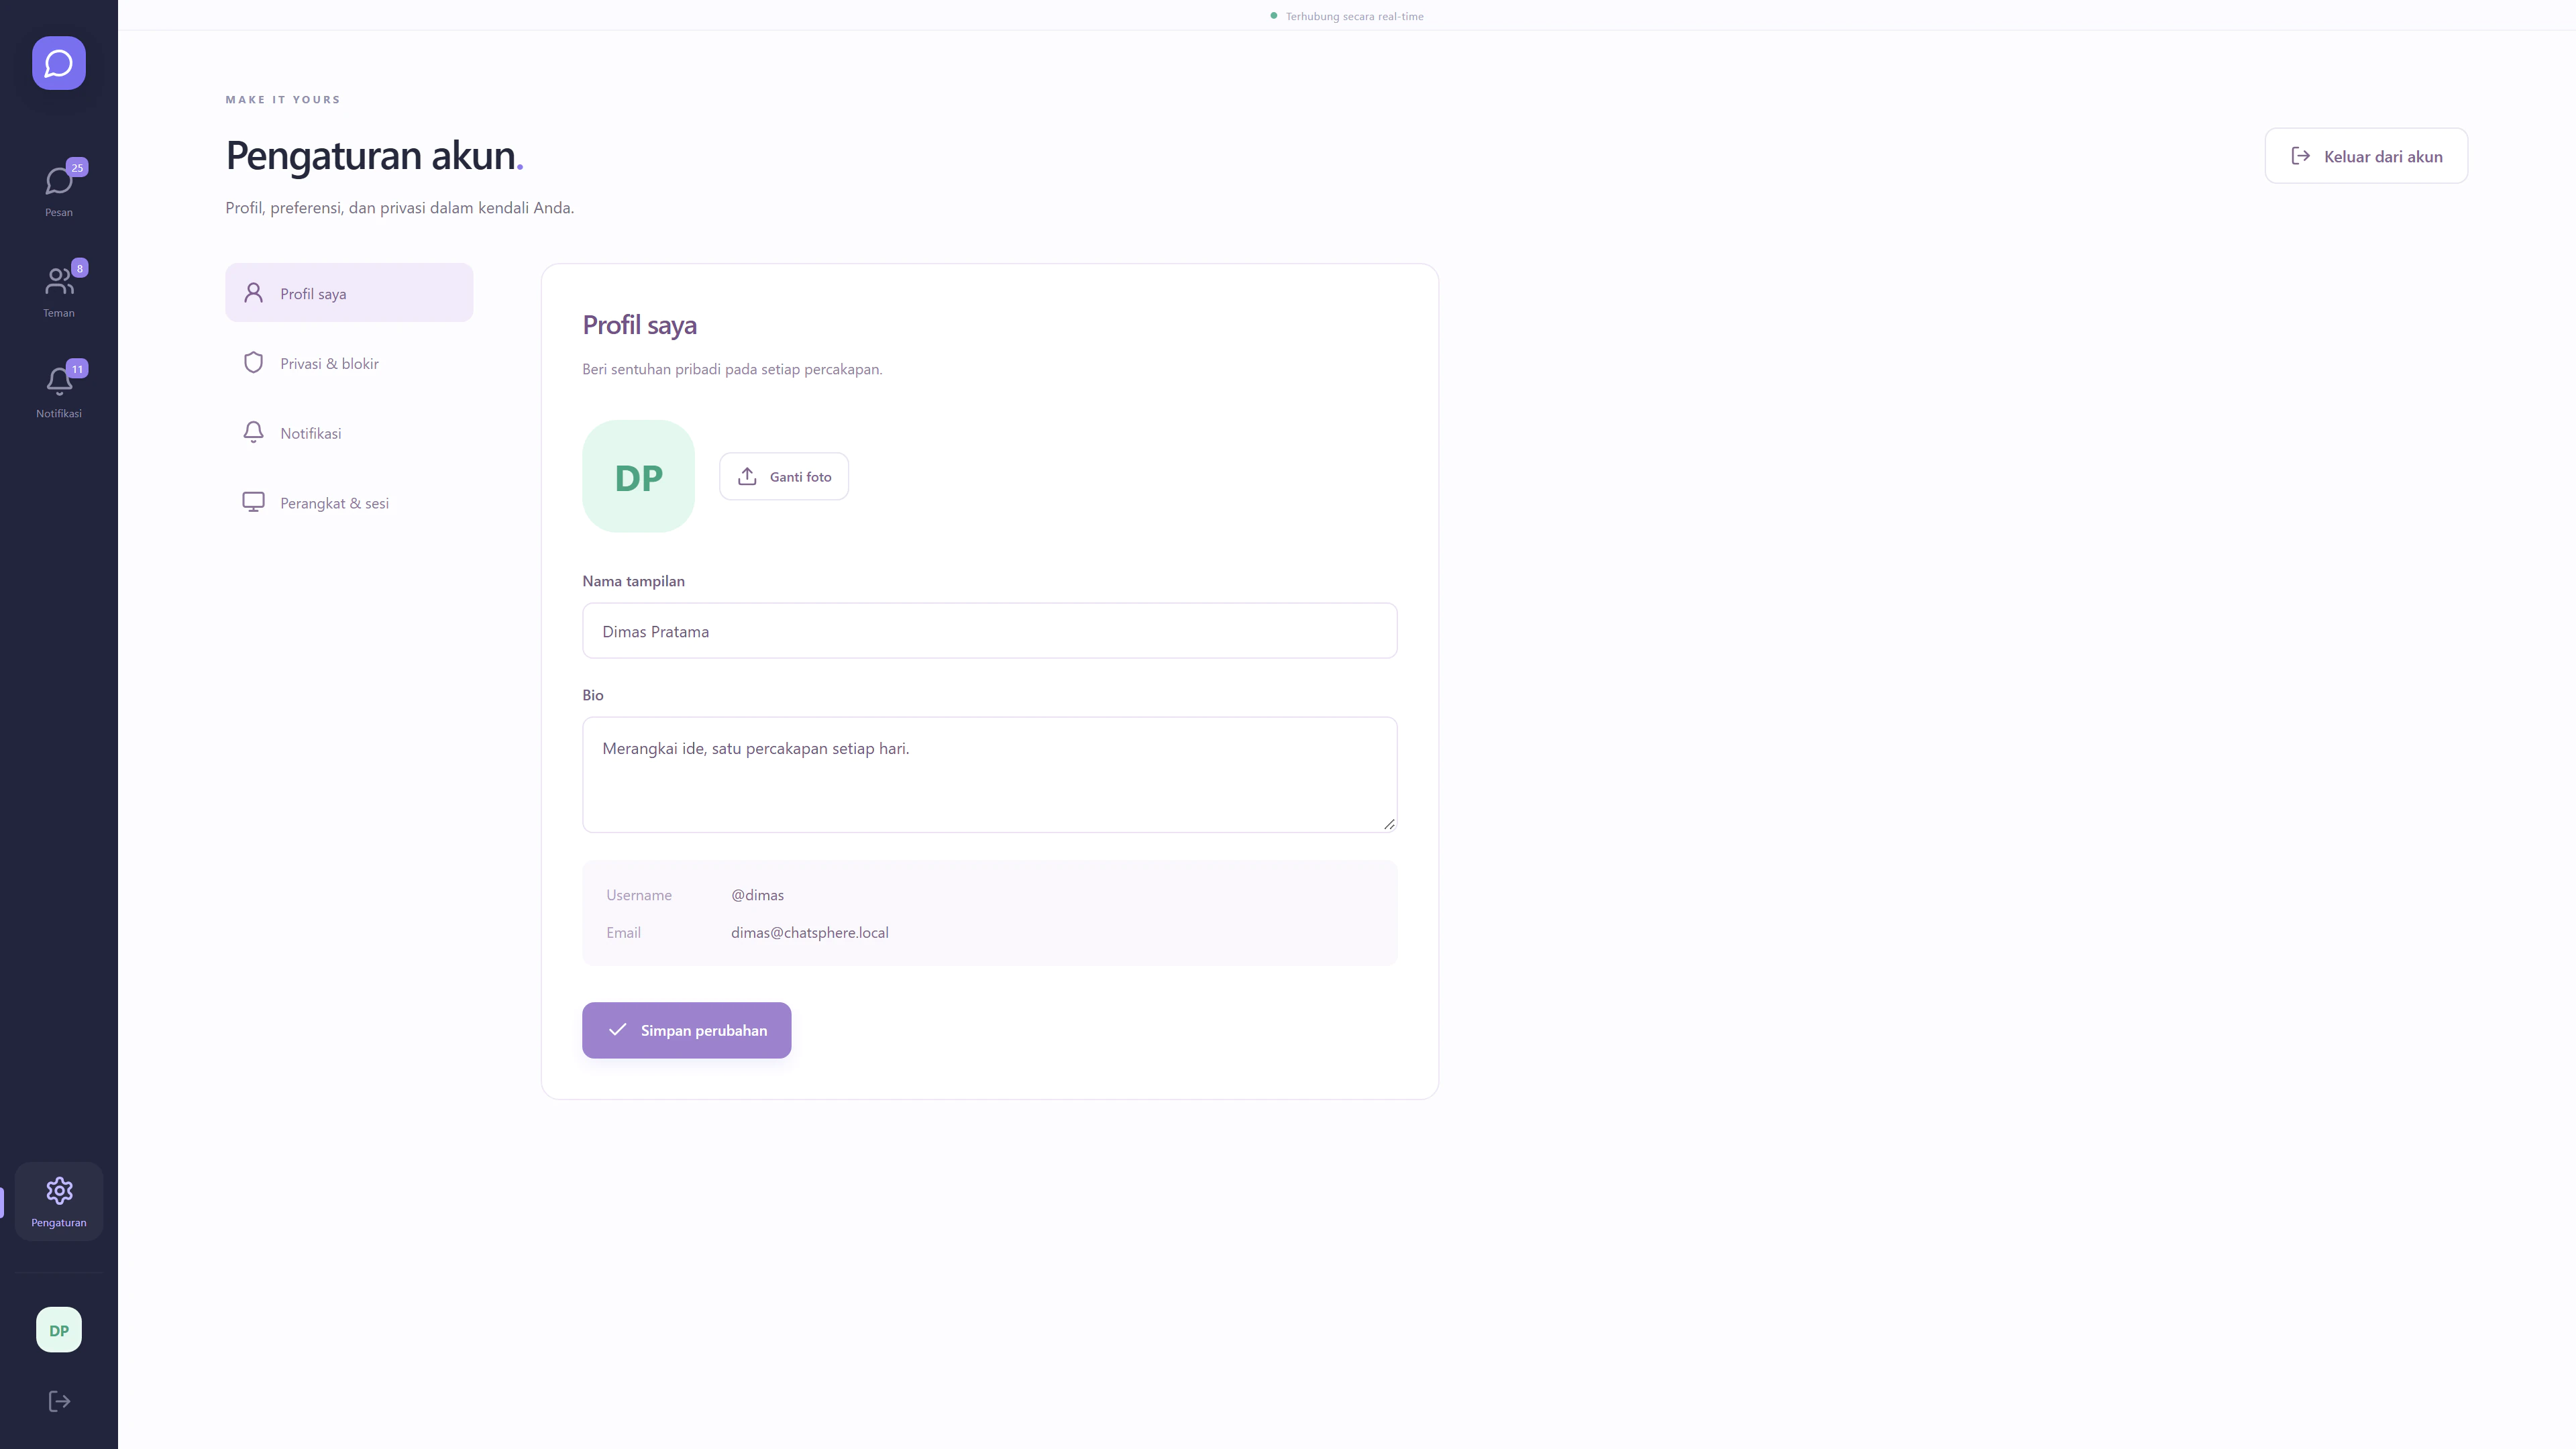 Terhubung secara real-time
25
Pesan
8
Teman
11
Notifikasi
Pengaturan
DP
MAKE IT YOURS
Pengaturan akun.
Profil, preferensi, dan privasi dalam kendali Anda.
Keluar dari akun
Profil saya
Privasi & blokir
Notifikasi
Perangkat & sesi
Profil saya
Beri sentuhan pribadi pada setiap percakapan.
DP
Ganti foto
Nama tampilan
Dimas Pratama
Bio
Merangkai ide, satu percakapan setiap hari.
Username @dimas
Email dimas@chatsphere.local
Simpan perubahan